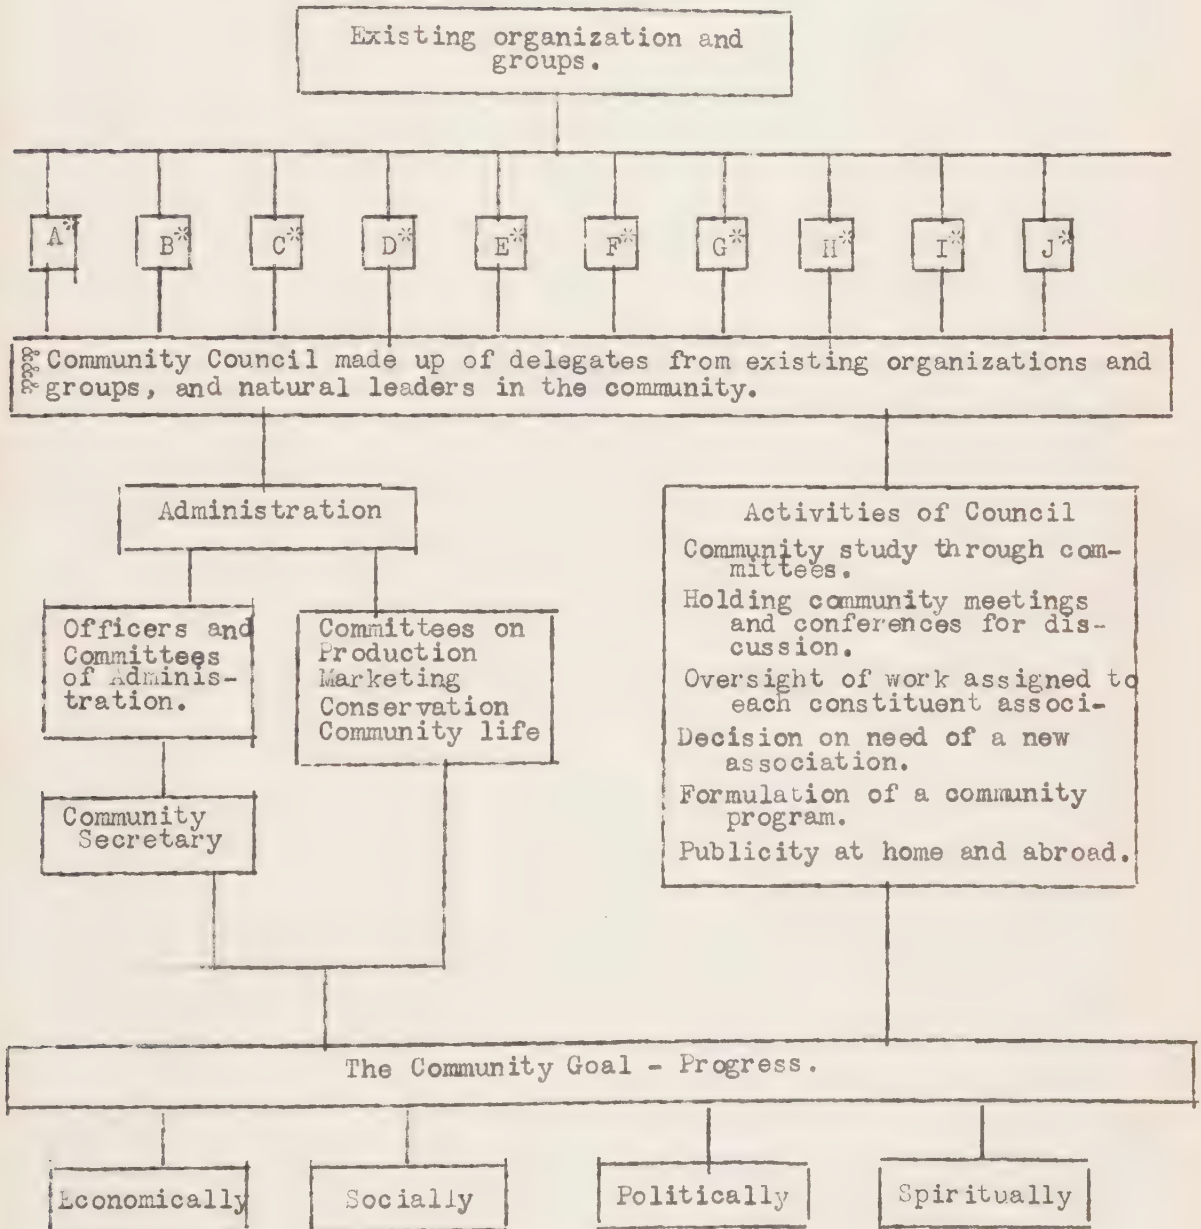 Existing organization and
groups.
A* B* C* D* E* F* G* H* I* J*
&&& Community Council made up of delegates from existing organizations and
groups, and natural leaders in the community.
Administration
Officers and
Committees
of Adminis-
tration.
Committees on
Production
Marketing
Conservation
Community life
Community
Secretary
Activities of Council
Community study through com-
mittees.
Holding community meetings
and conferences for dis-
cussion.
Oversight of work assigned to
each constituent associ-
Decision on need of a new
association.
Formulation of a community
program.
Publicity at home and abroad.
The Community Goal - Progress.
Economically
Socially
Politically
Spiritually